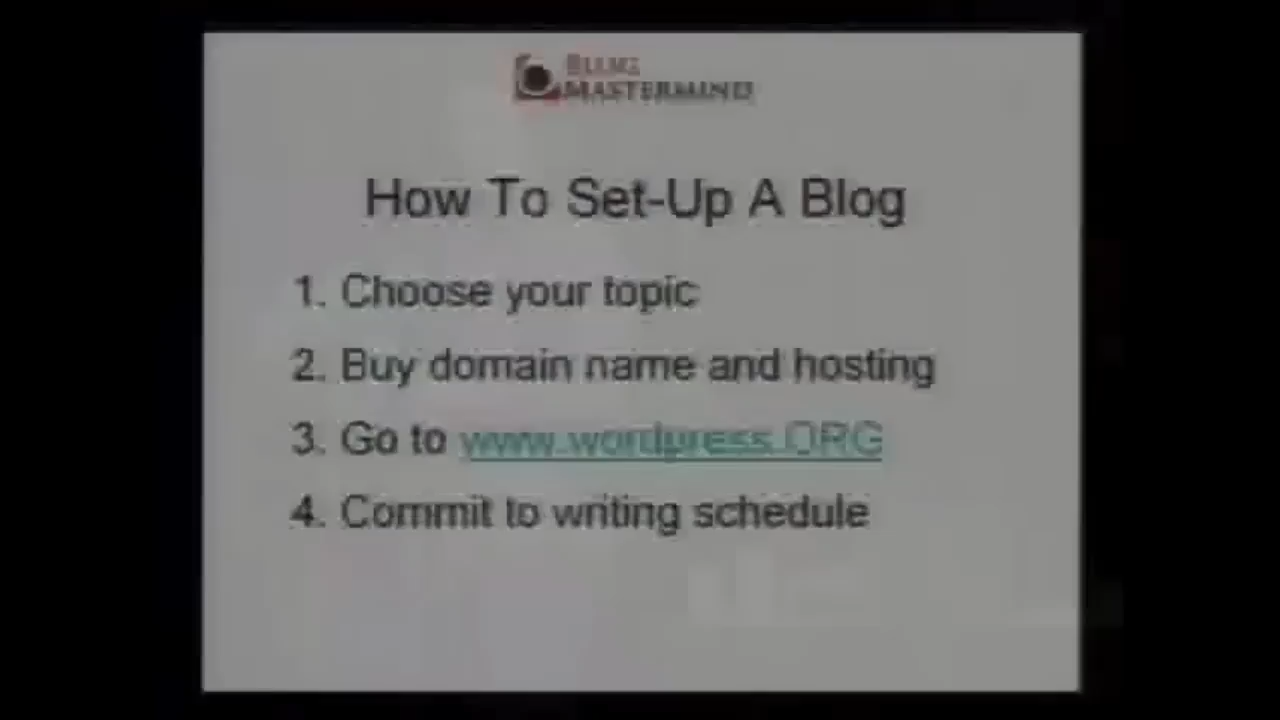 BLOG
MASTERMIND
How To Set-Up A Blog
1. Choose your topic
2. Buy domain name and hosting
3. Go to www.wordpress.ORG
4. Commit to writing schedule